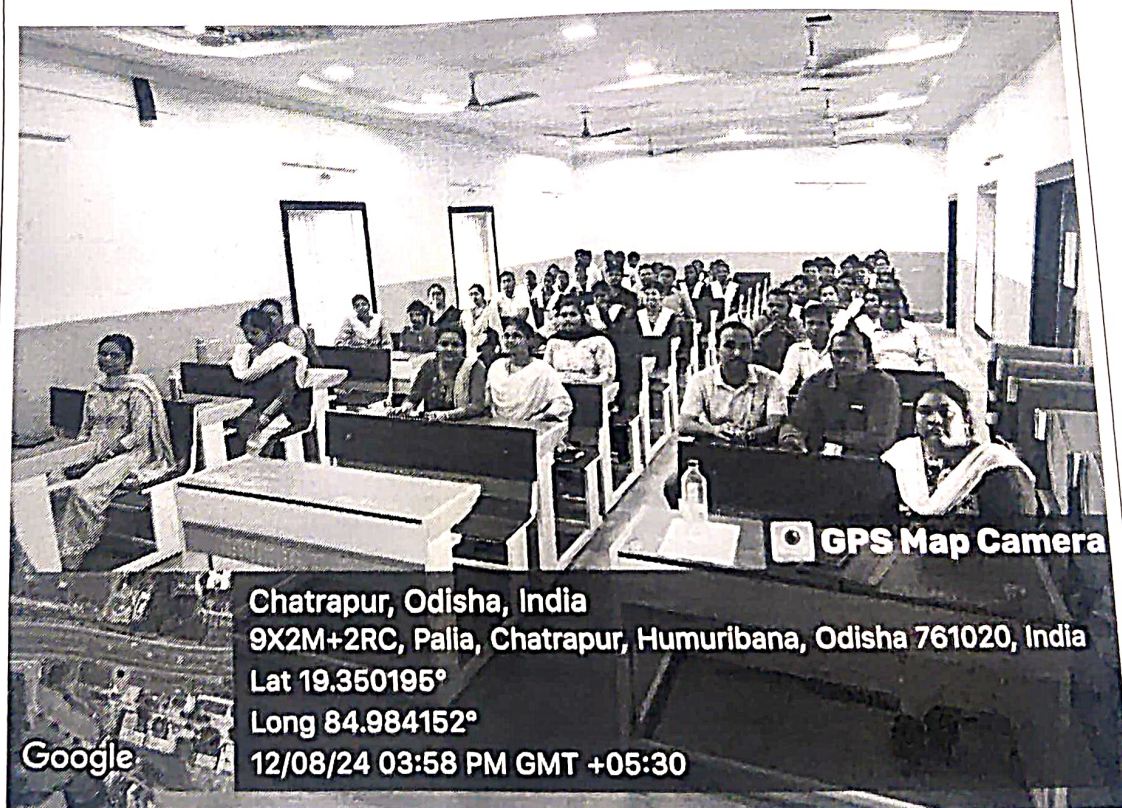 GPS Map Camera
Chatrapur, Odisha, India
9X2M+2RC, Palia, Chatrapur, Humuribana, Odisha 761020, India
Lat 19.350195°
Long 84.984152°
12/08/24 03:58 PM GMT +05:30
Google